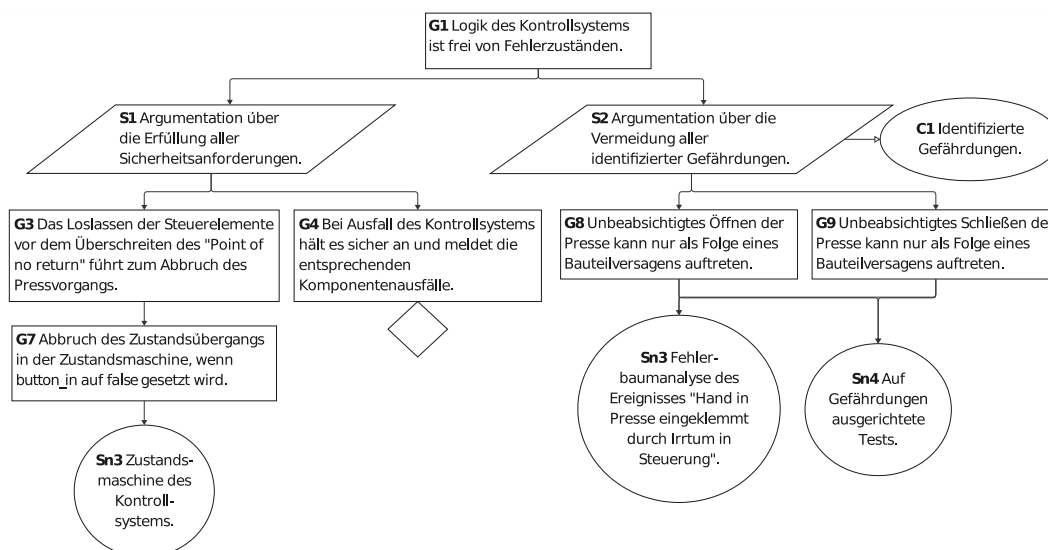 G1 Logik des Kontrollsystems
ist frei von Fehlerzuständen.
S1 Argumentation über
die Erfüllung aller
Sicherheitsanforderungen.
S2 Argumentation über die
Vermeidung aller
identifizierter Gefährdungen.
C1 Identifizierte
Gefährdungen.
G3 Das Loslassen der Steuerelemente
vor dem Überschreiten des "Point of
no return" führt zum Abbruch des
Pressvorgangs.
G4 Bei Ausfall des Kontrollsystems
hält es sicher an und meldet die
entsprechenden
Komponentenausfälle.
G8 Unbeabsichtigtes Öffnen der
Presse kann nur als Folge eines
Bauteilversagens auftreten.
G9 Unbeabsichtigtes Schließen de
Presse kann nur als Folge eines
Bauteilversagens auftreten.
G7 Abbruch des Zustandsübergangs
in der Zustandsmaschine, wenn
button_in auf false gesetzt wird.
Sn3 Zustands-
maschine des
Kontroll-
systems.
Sn3 Fehler-
baumanalyse des
Ereignisses "Hand in
Presse eingeklemmt
durch Irrtum in
Steuerung".
Sn4 Auf
Gefährdungen
ausgerichtete
Tests.